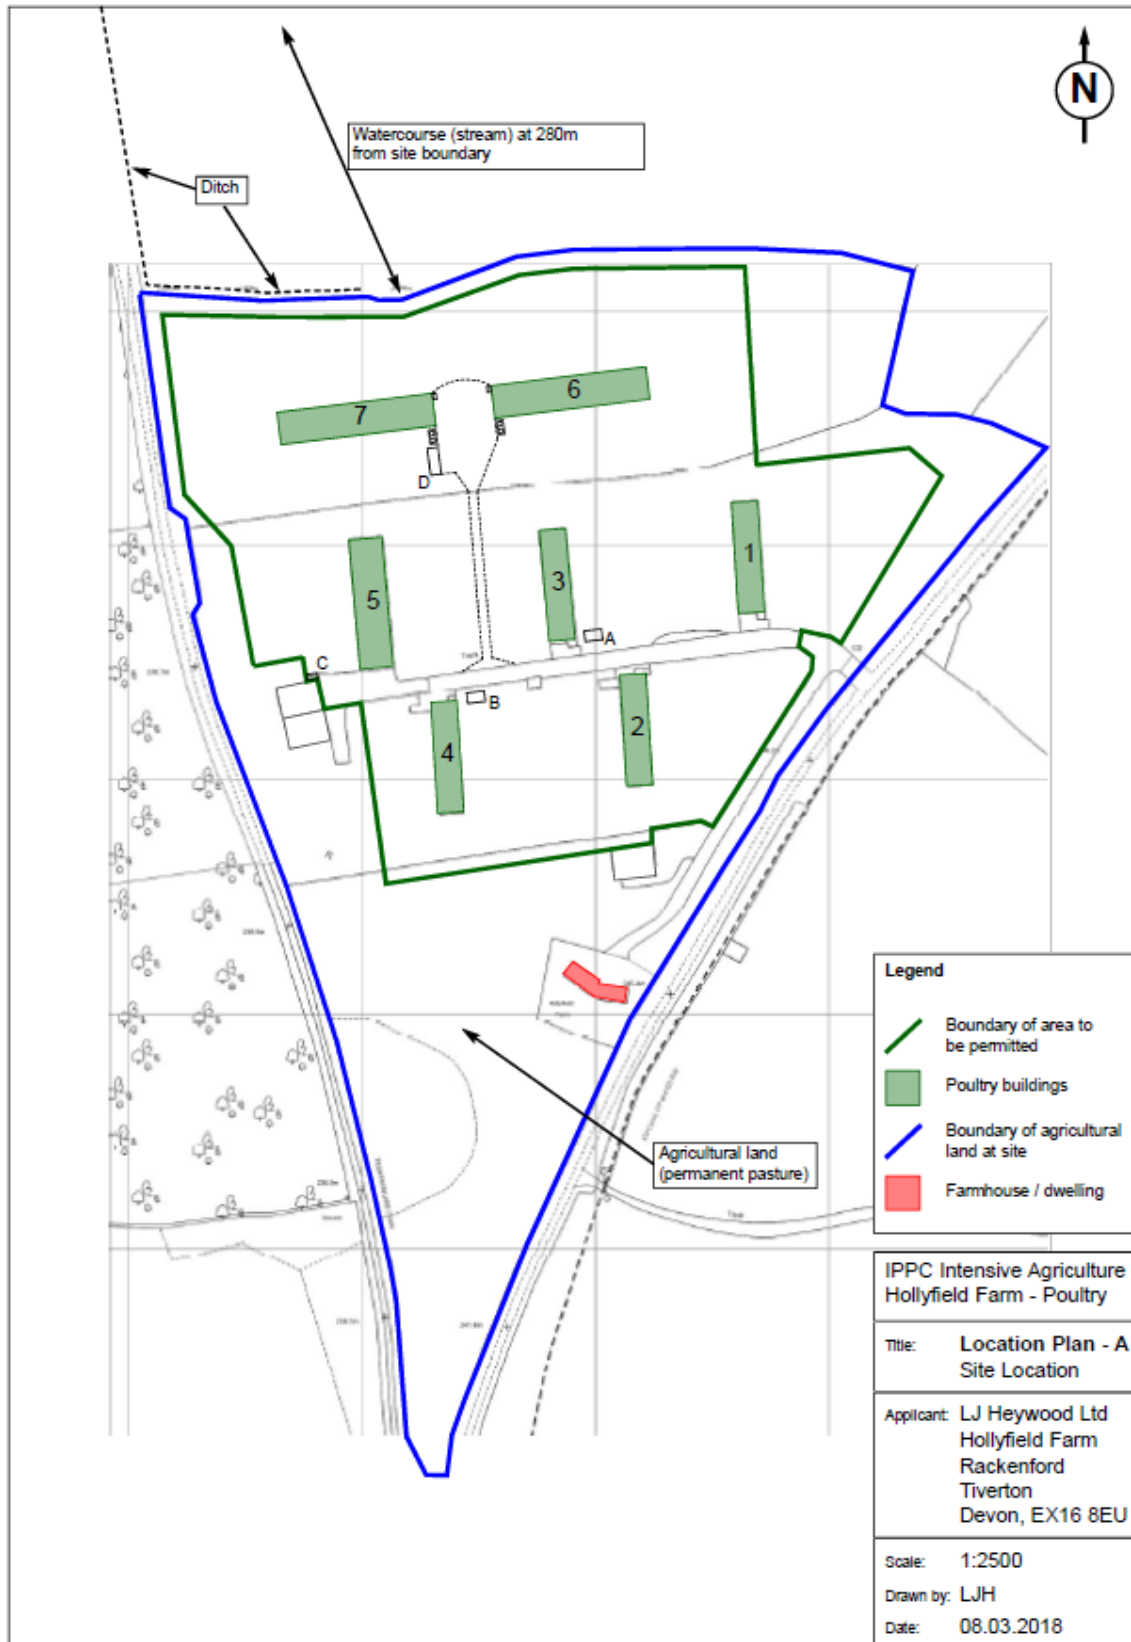 N
Watercourse (stream) at 280m
from site boundary
Ditch
7
6
D
1
3
5
A
C
B
2
4
Track
Agricultural land
(permanent pasture)
Track
Legend
Boundary of area to
be permitted
Poultry buildings
Boundary of agricultural
land at site
Farmhouse / dwelling
IPPC Intensive Agriculture
Hollyfield Farm - Poultry
Title: Location Plan - A
Site Location
Applicant: LJ Heywood Ltd
Hollyfield Farm
Rackenford
Tiverton
Devon, EX16 8EU
Scale: 1:2500
Drawn by: LJH
Date: 08.03.2018